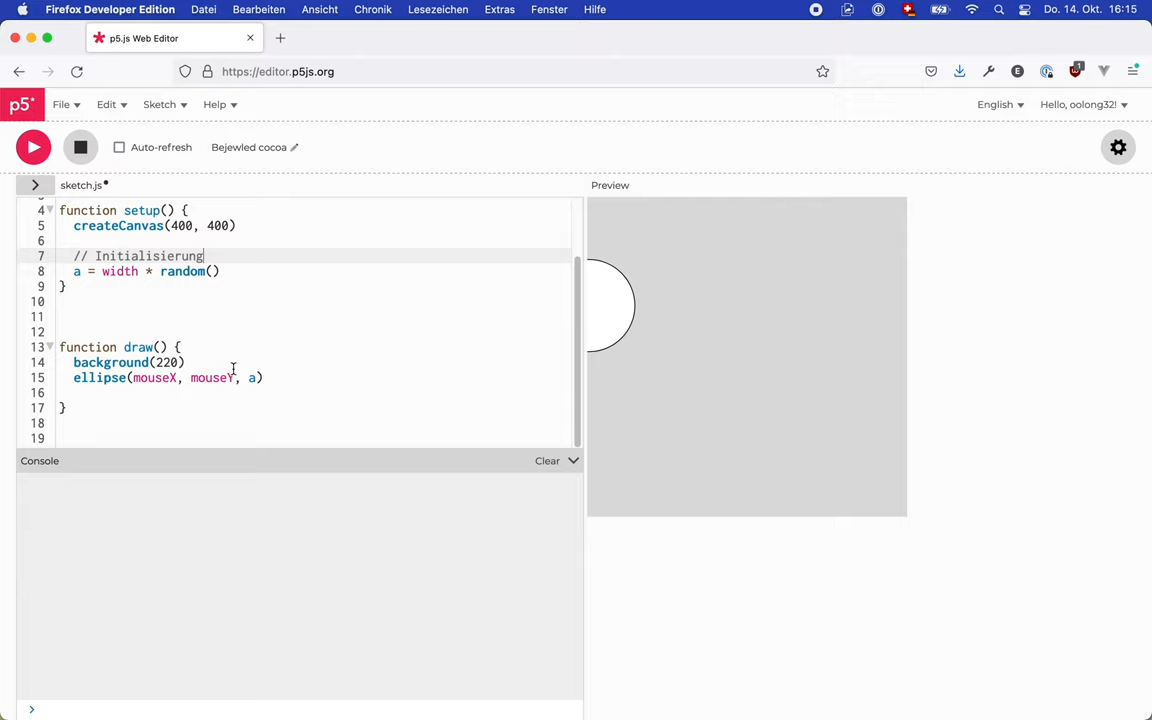 Firefox Developer Edition Datei Bearbeiten Ansicht Chronik Lesezeichen Extras Fenster Hilfe Do. 14. Okt. 16:15
p5.js Web Editor
https://editor.p5js.org
E 1
p5* File Edit Sketch Help English Hello, oolong32!
Auto-refresh Bejewled cocoa
sketch.js Preview
4 function setup() {
5 createCanvas(400, 400)
6
7 // Initialisierung
8 a = width * random()
9 }
10
11
12
13 function draw() {
14 background(220)
15 ellipse(mouseX, mouseY, a)
16
17 }
18
19
Console Clear